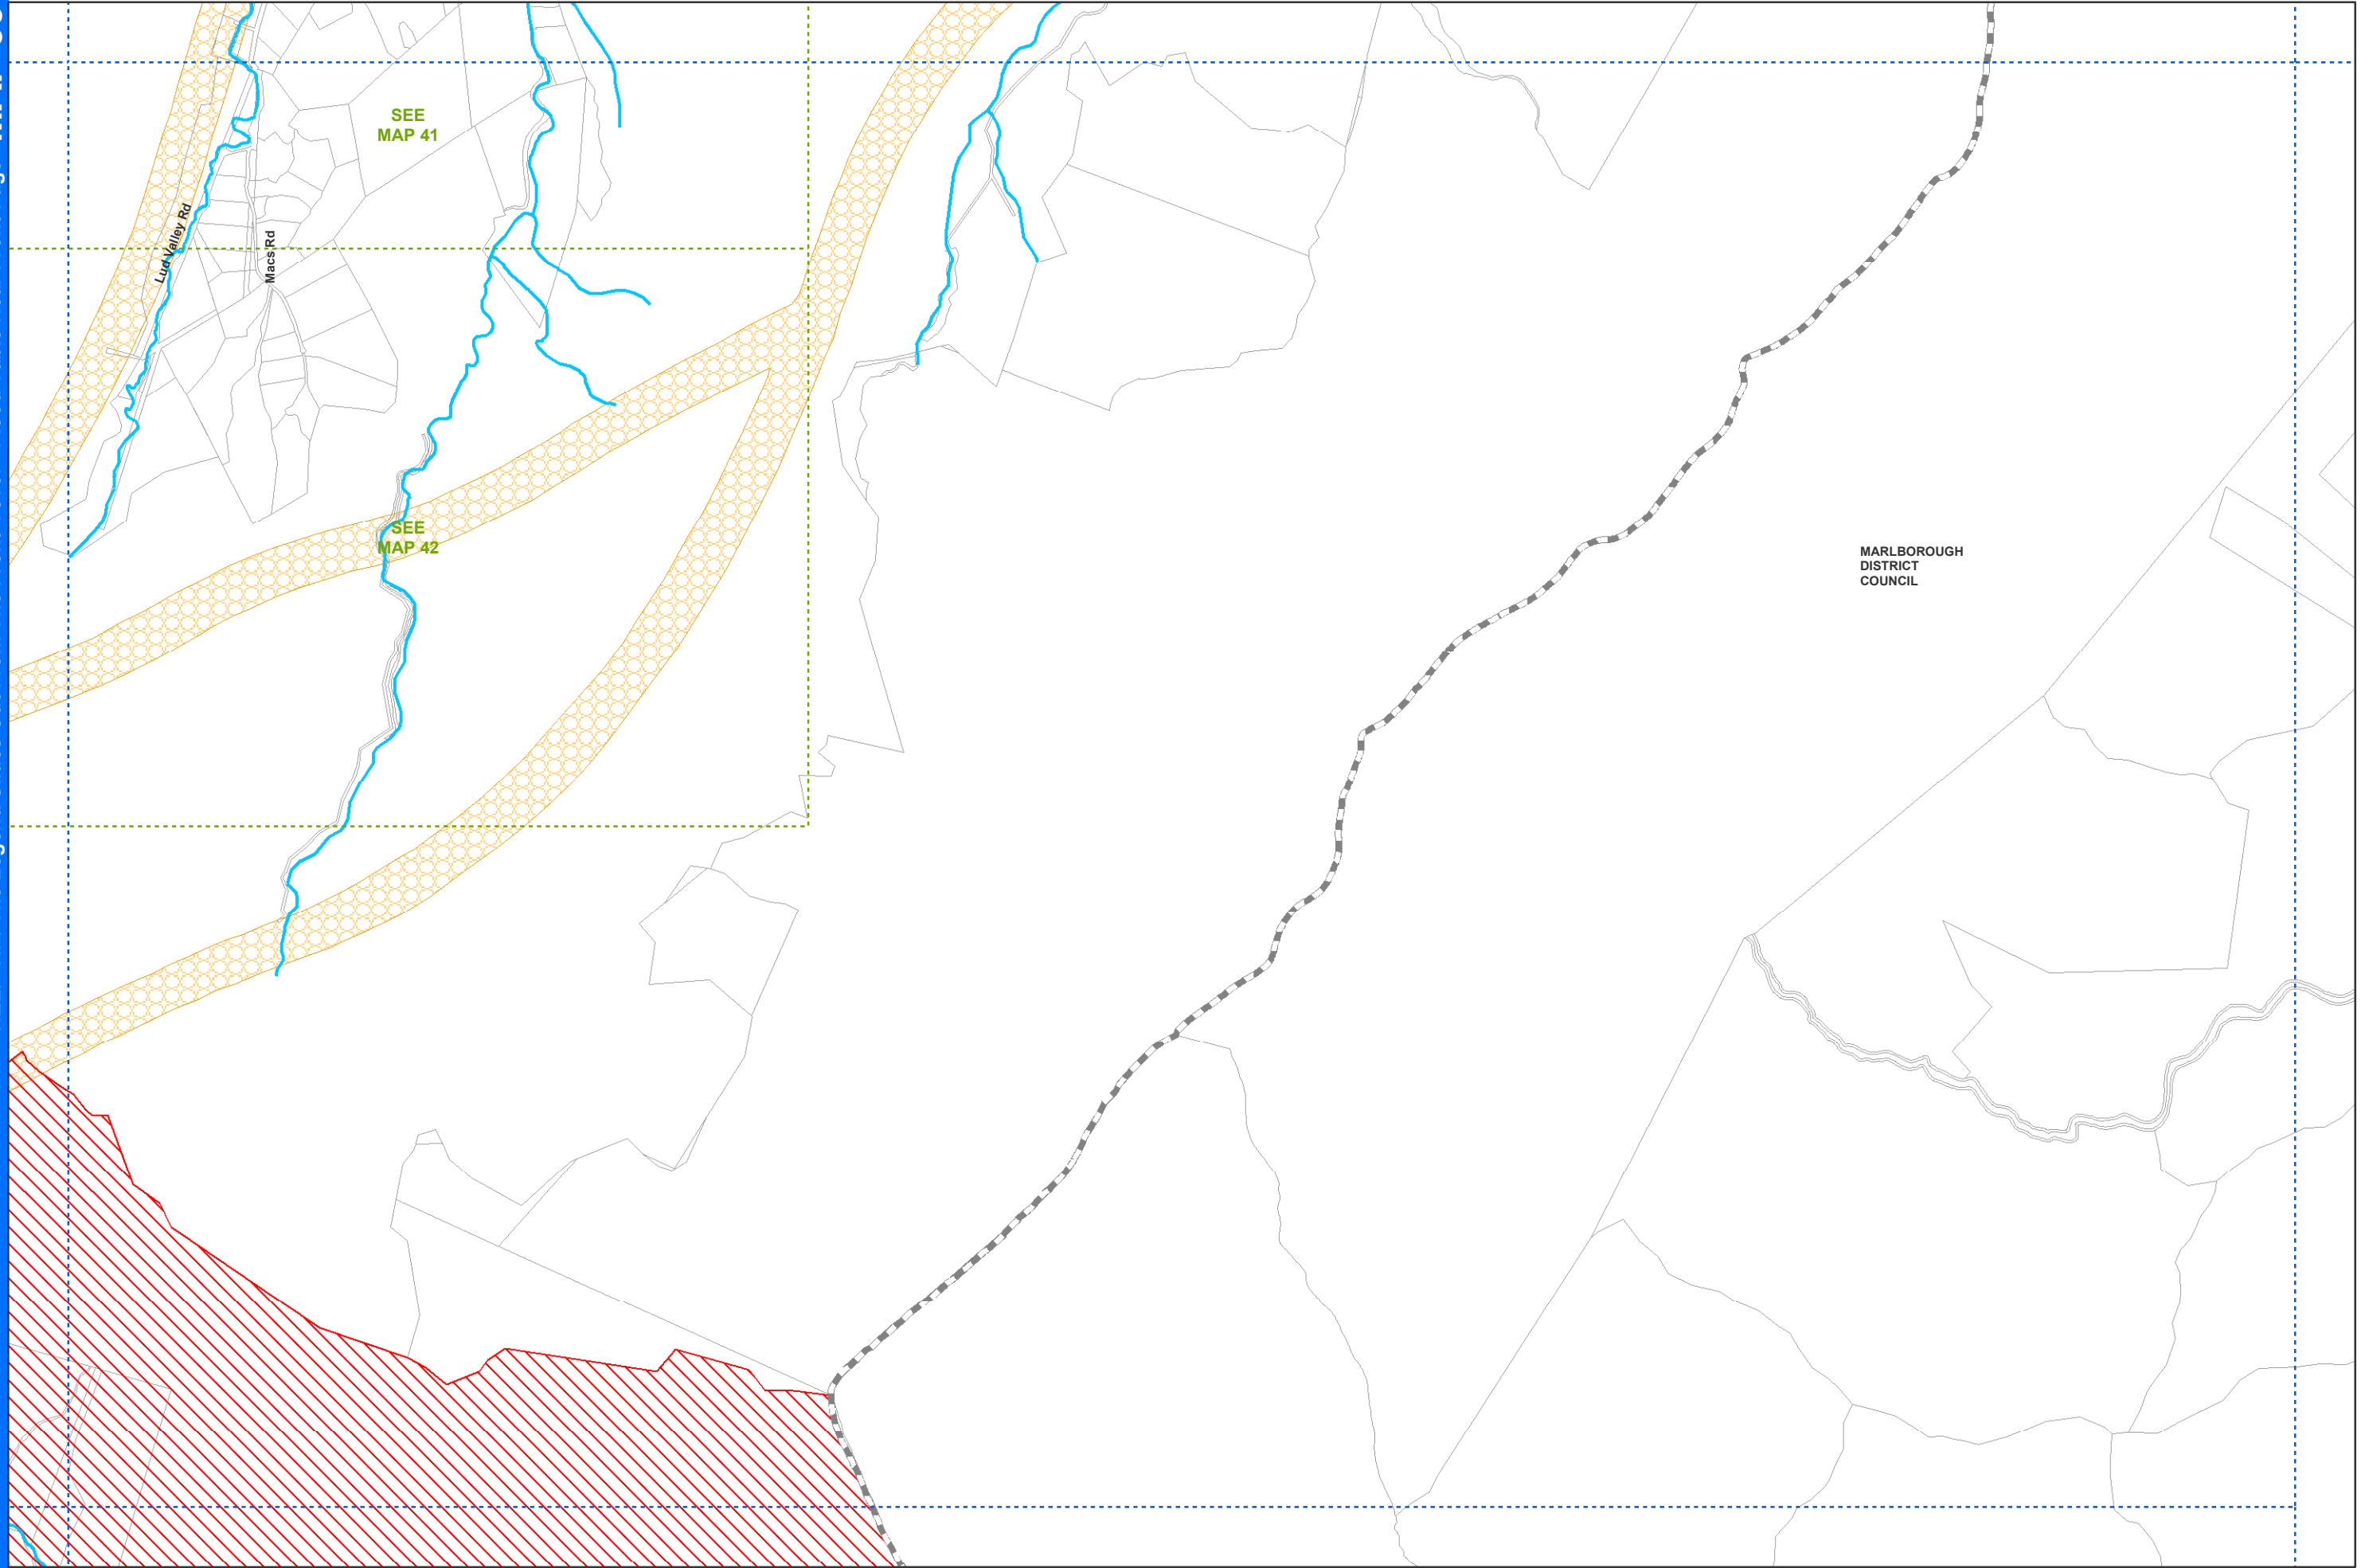 SEE
MAP 41
Lud Valley Rd
Macs Rd
SEE
MAP 42
MARLBOROUGH
DISTRICT
COUNCIL